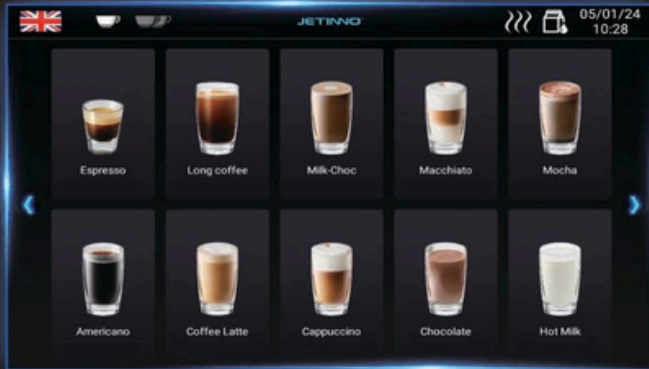 JETINNO
05/01/24
10:28
Espresso
Long coffee
Milk-Choc
Macchiato
Mocha
Americano
Coffee Latte
Cappuccino
Chocolate
Hot Milk